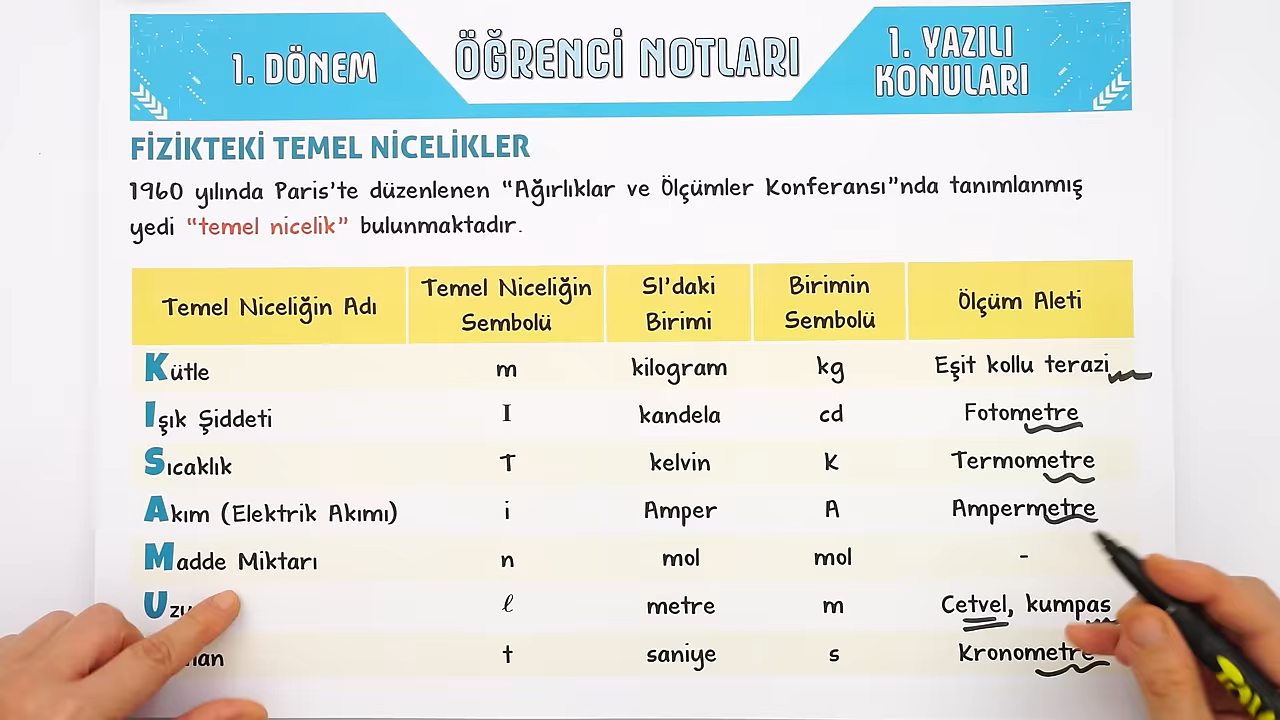 1. DÖNEM
ÖĞRENCİ NOTLARI
1. YAZILI
KONULARI
FİZİKTEKİ TEMEL NİCELİKLER
1960 yılında Paris'te düzenlenen "Ağırlıklar ve Ölçümler Konferansı"nda tanımlanmış
yedi "temel nicelik" bulunmaktadır.
Temel Niceliğin Adı
Temel Niceliğin
Sembolü
SI'daki
Birimi
Birimin
Sembolü
Ölçüm Aleti
Kütle m kilogram kg Eşit kollu terazi
Işık Şiddeti I kandela cd Fotometre
Sıcaklık T kelvin K Termometre
Akım (Elektrik Akımı) i Amper A Ampermetre
Madde Miktarı n mol mol -
ℓ metre m Cetvel, kumpas
t saniye s Kronometre